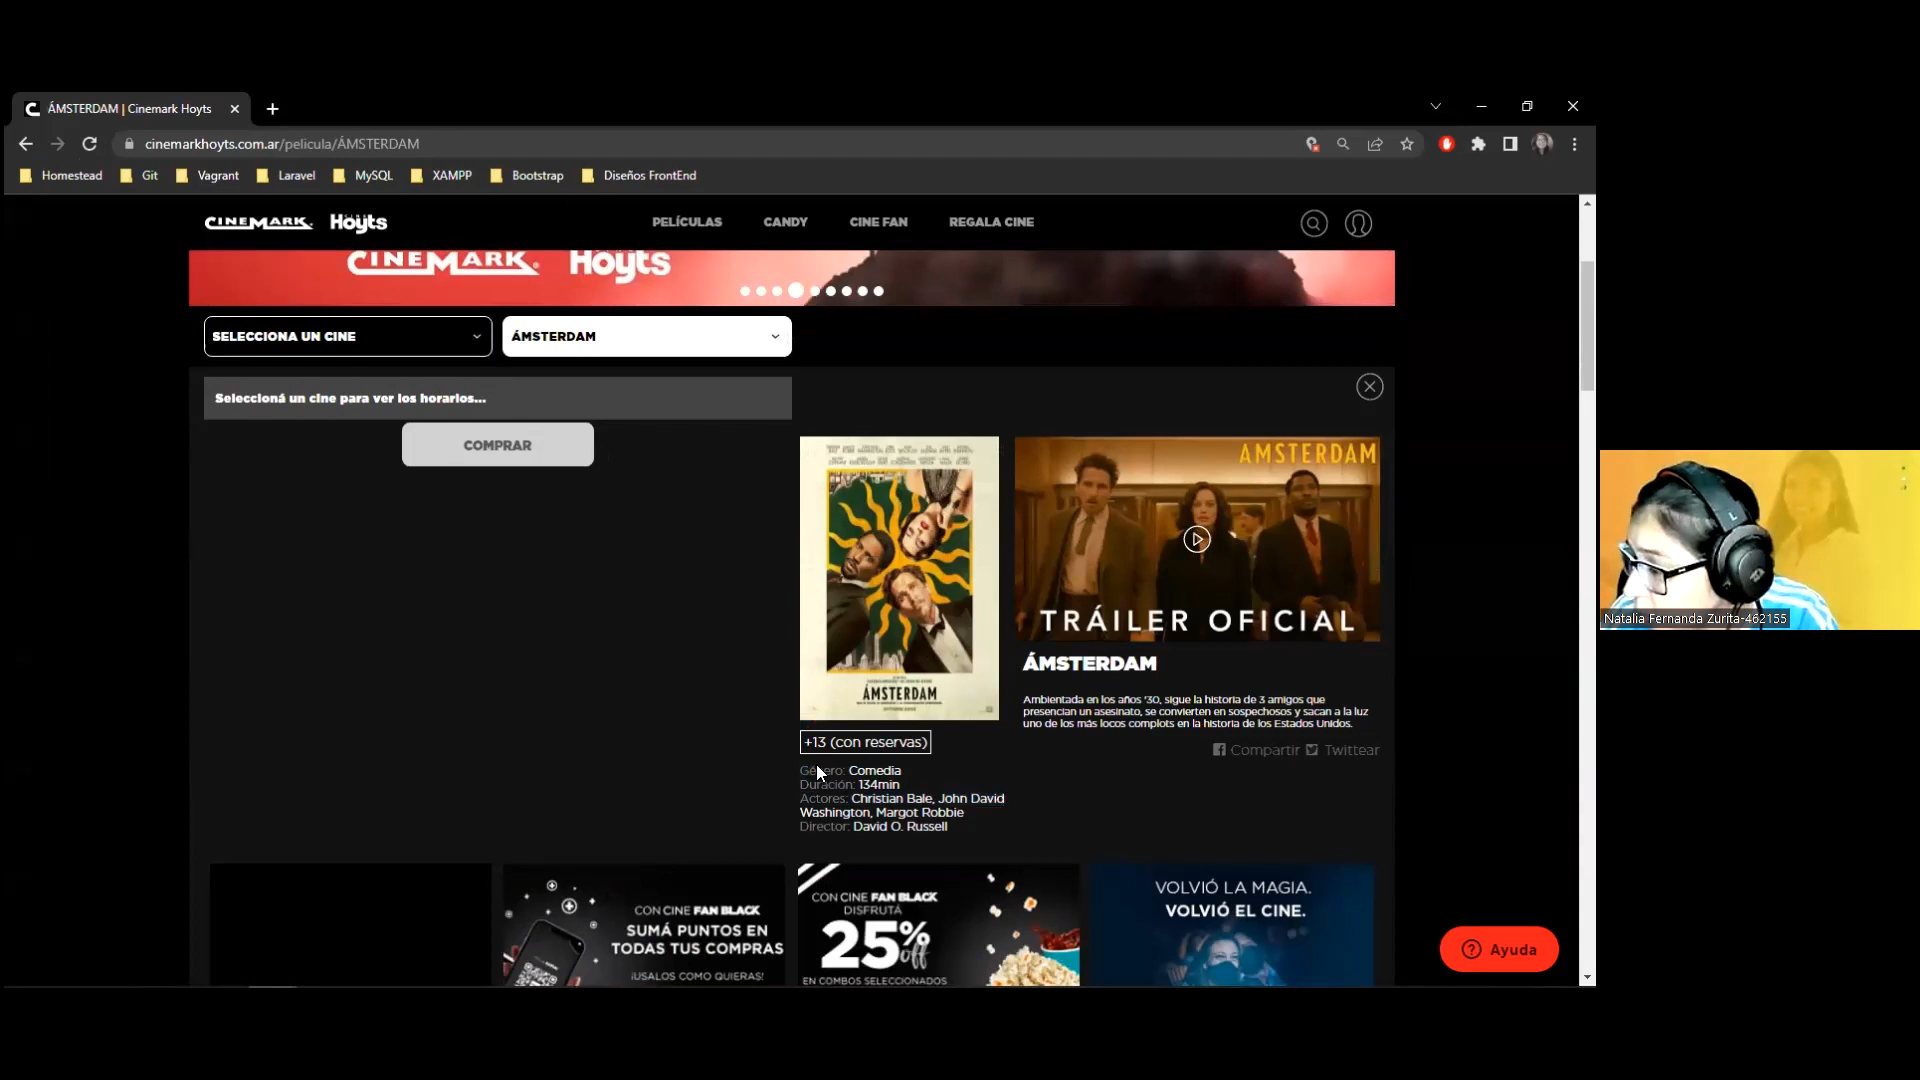 ÁMSTERDAM | Cinemark Hoyts
cinemarkhoyts.com.ar/pelicula/ÁMSTERDAM
Homestead Git Vagrant Laravel MySQL XAMPP Bootstrap Diseños FrontEnd
CINEMARK Hoyts PELÍCULAS CANDY CINE FAN REGALA CINE
CINEMARK Hoyts
SELECCIONA UN CINE ÁMSTERDAM
Seleccioná un cine para ver los horarios...
COMPRAR
AMSTERDAM
TRÁILER OFICIAL
ÁMSTERDAM
ÁMSTERDAM
Ambientada en los años '30, sigue la historia de 3 amigos que
presencian un asesinato, se convierten en sospechosos y sacan a la luz
uno de los más locos complots en la historia de los Estados Unidos.
Compartir Twittear
+13 (con reservas)
Género: Comedia
Duración: 134min
Actores: Christian Bale, John David
Washington, Margot Robbie
Director: David O. Russell
CON CINE FAN BLACK
SUMÁ PUNTOS EN
TODAS TUS COMPRAS
¡USALOS COMO QUIERAS!
CON CINE FAN BLACK
DISFRUTÁ
25% off
EN COMBOS SELECCIONADOS
VOLVIÓ LA MAGIA.
VOLVIÓ EL CINE.
Ayuda
L
Natalia Fernanda Zurita-462155